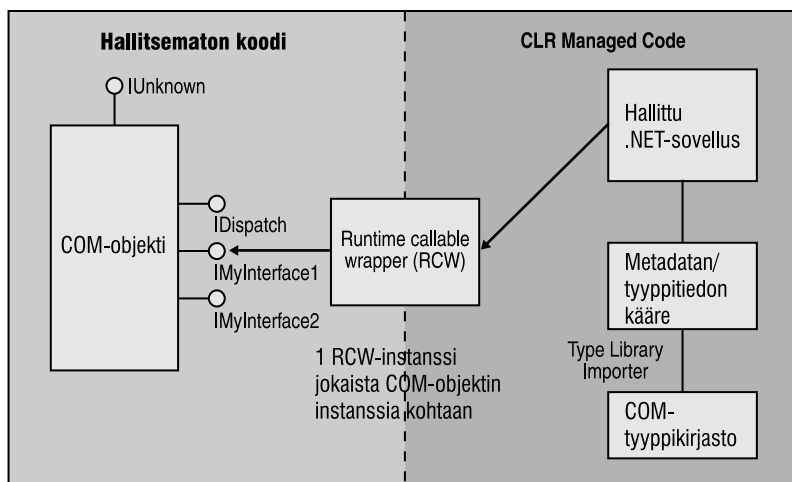 Hallitsematon koodi
CLR Managed Code
IUnknown
COM-objekti
IDispatch
IMyInterface1
IMyInterface2
Runtime callable
wrapper (RCW)
1 RCW-instanssi
jokaista COM-objektin
instanssia kohtaan
Hallittu
.NET-sovellus
Metadatan/
tyyppitiedon
kääre
Type Library
Importer
COM-
tyyppikirjasto